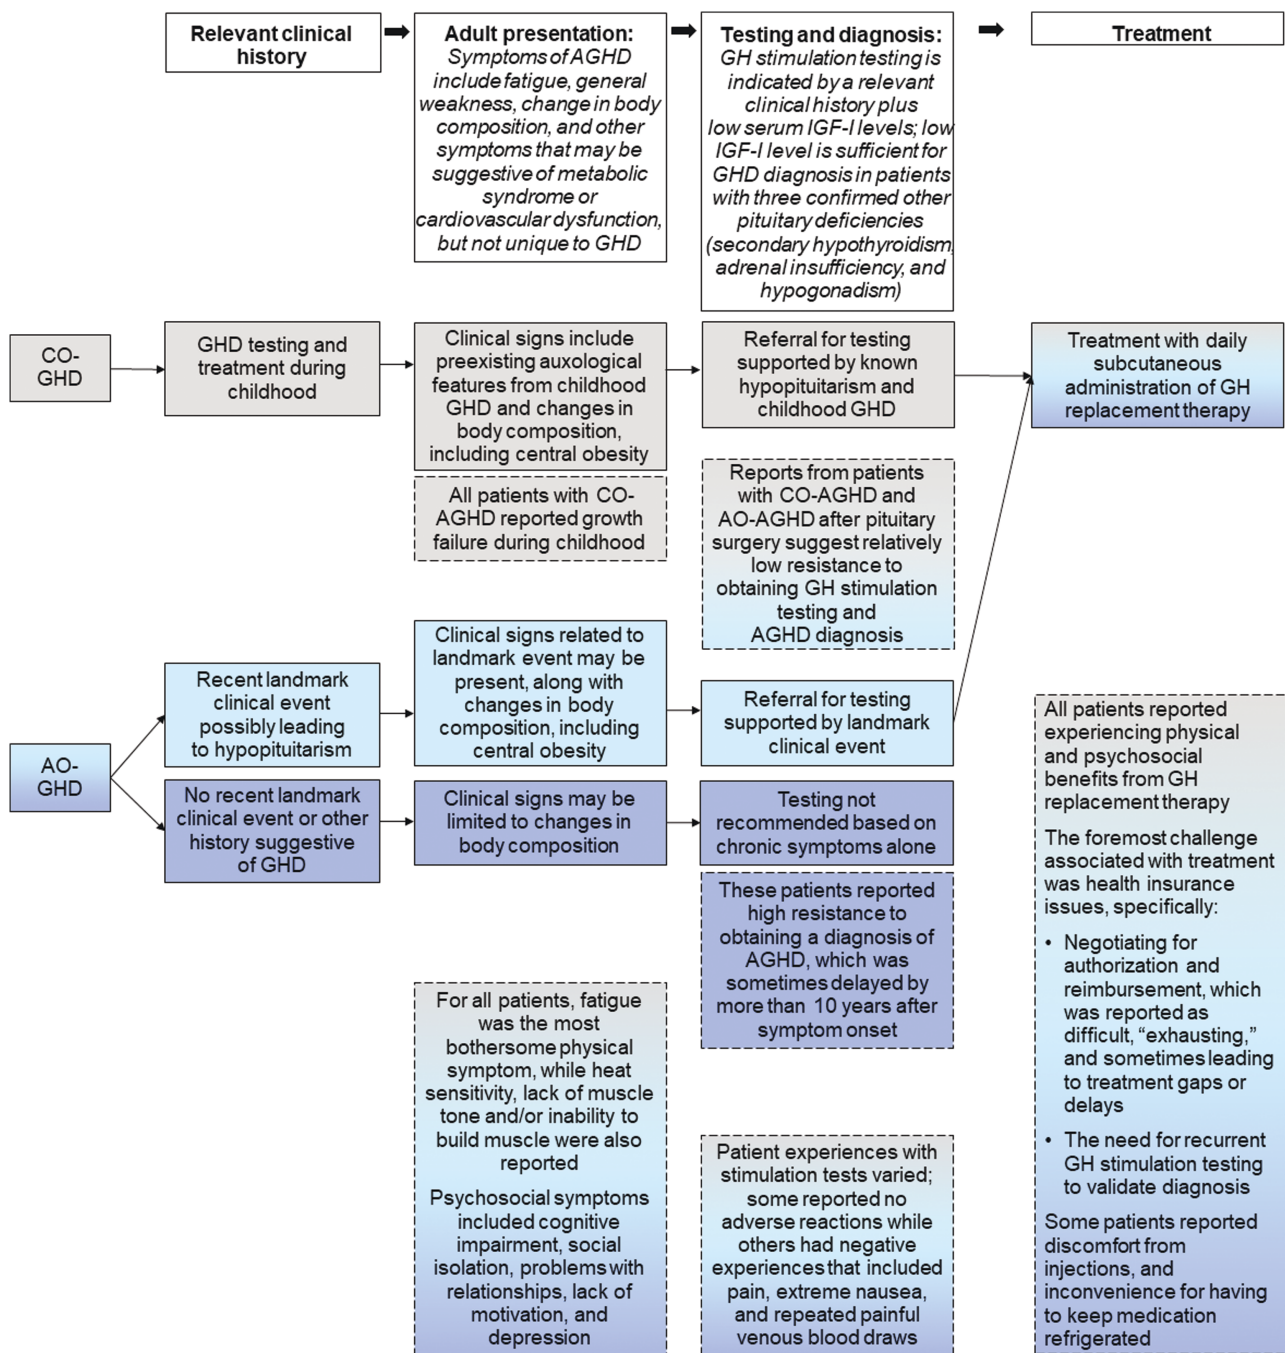 Relevant clinical
history
Adult presentation:
Symptoms of AGHD
include fatigue, general
weakness, change in body
composition, and other
symptoms that may be
suggestive of metabolic
syndrome or
cardiovascular dysfunction,
but not unique to GHD
Testing and diagnosis:
GH stimulation testing is
indicated by a relevant
clinical history plus
low serum IGF-I levels; low
IGF-I level is sufficient for
GHD diagnosis in patients
with three confirmed other
pituitary deficiencies
(secondary hypothyroidism,
adrenal insufficiency, and
hypogonadism)
Treatment
CO-
GHD
GHD testing and
treatment during
childhood
Clinical signs include
preexisting auxological
features from childhood
GHD and changes in
body composition,
including central obesity
Referral for testing
supported by known
hypopituitarism and
childhood GHD
Treatment with daily
subcutaneous
administration of GH
replacement therapy
All patients with CO-
AGHD reported growth
failure during childhood
Reports from patients
with CO-AGHD and
AO-AGHD after pituitary
surgery suggest relatively
low resistance to
obtaining GH stimulation
testing and
AGHD diagnosis
AO-
GHD
Recent landmark
clinical event
possibly leading
to hypopituitarism
Clinical signs related to
landmark event may be
present, along with
changes in body
composition, including
central obesity
Referral for testing
supported by landmark
clinical event
No recent landmark
clinical event or other
history suggestive
of GHD
Clinical signs may be
limited to changes in
body composition
Testing not
recommended based on
chronic symptoms alone
These patients reported
high resistance to
obtaining a diagnosis of
AGHD, which was
sometimes delayed by
more than 10 years after
symptom onset
For all patients, fatigue
was the most
bothersome physical
symptom, while heat
sensitivity, lack of muscle
tone and/or inability to
build muscle were also
reported
Psychosocial symptoms
included cognitive
impairment, social
isolation, problems with
relationships, lack of
motivation, and
depression
Patient experiences with
stimulation tests varied;
some reported no
adverse reactions while
others had negative
experiences that included
pain, extreme nausea,
and repeated painful
venous blood draws
All patients reported
experiencing physical
and psychosocial
benefits from GH
replacement therapy
The foremost challenge
associated with treatment
was health insurance
issues, specifically:
• Negotiating for
authorization and
reimbursement, which
was reported as
difficult, “exhausting,”
and sometimes leading
to treatment gaps or
delays
• The need for recurrent
GH stimulation testing
to validate diagnosis
Some patients reported
discomfort from
injections, and
inconvenience for having
to keep medication
refrigerated